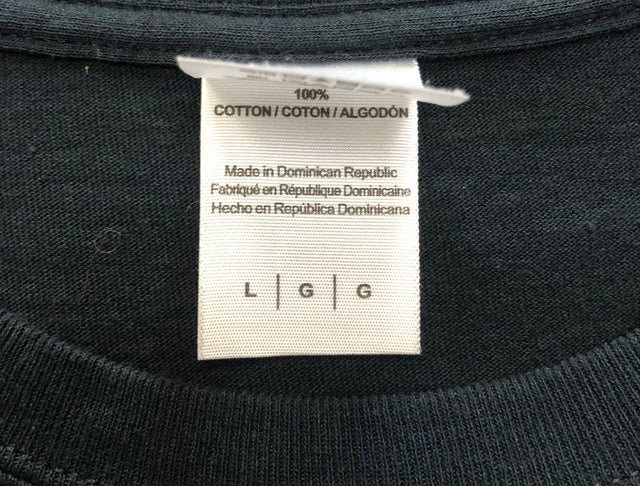 100%
COTTON / COTON / ALGODÓN
Made in Dominican Republic
Fabriqué en République Dominicaine
Hecho en República Dominicana
L | G | G